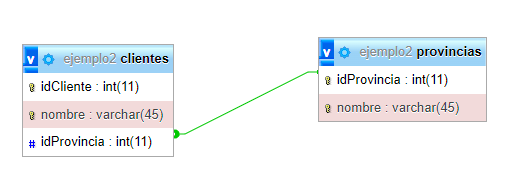 v ejemplo2 clientes
idCliente : int(11)
nombre : varchar(45)
# idProvincia : int(11)
v ejemplo2 provincias
idProvincia : int(11)
nombre : varchar(45)